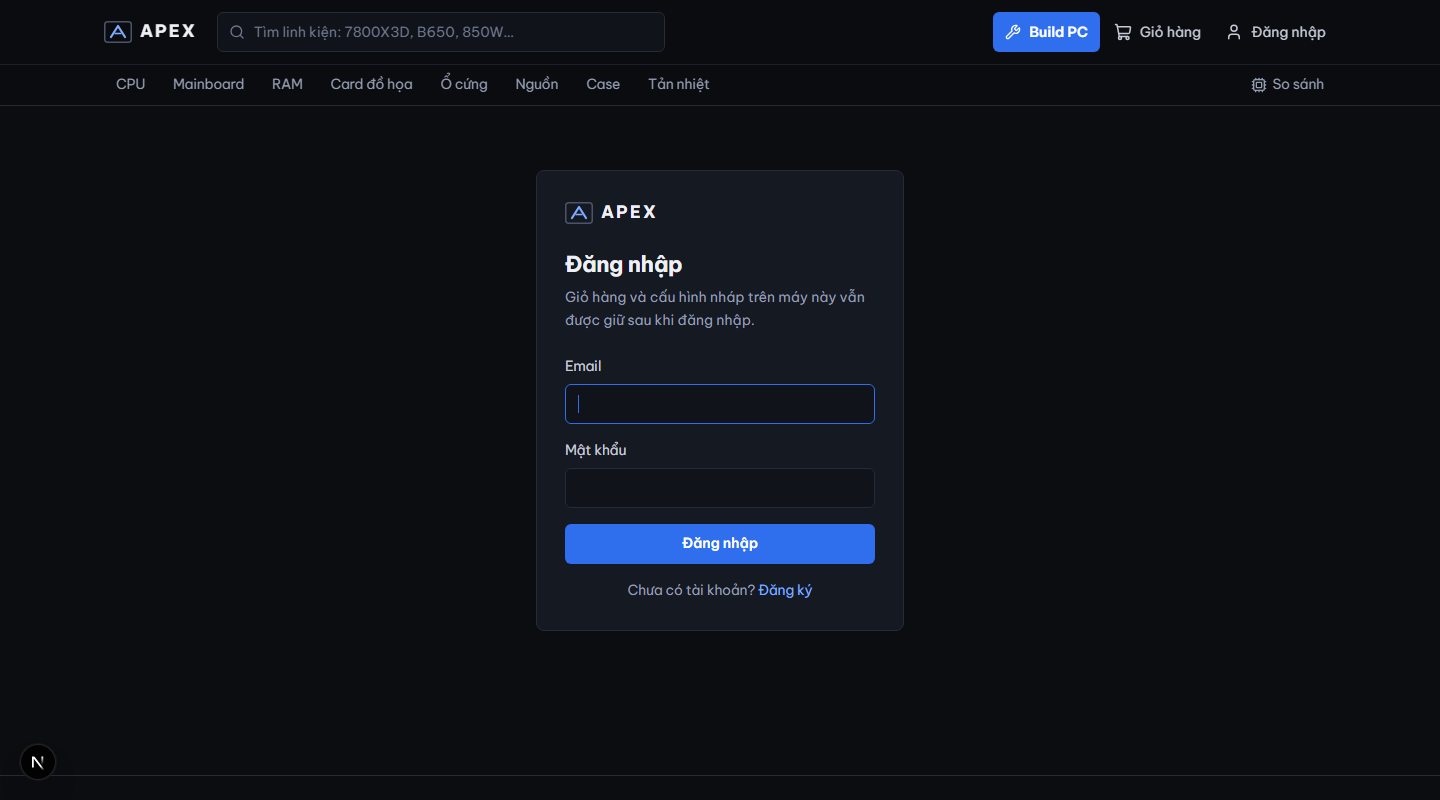 APEX
Tìm linh kiện: 7800X3D, B650, 850W...
Build PC
Giỏ hàng
Đăng nhập
CPU
Mainboard
RAM
Card đồ họa
Ổ cứng
Nguồn
Case
Tản nhiệt
So sánh
APEX
Đăng nhập
Giỏ hàng và cấu hình nháp trên máy này vẫn
được giữ sau khi đăng nhập.
Email
Mật khẩu
Đăng nhập
Chưa có tài khoản? Đăng ký
N